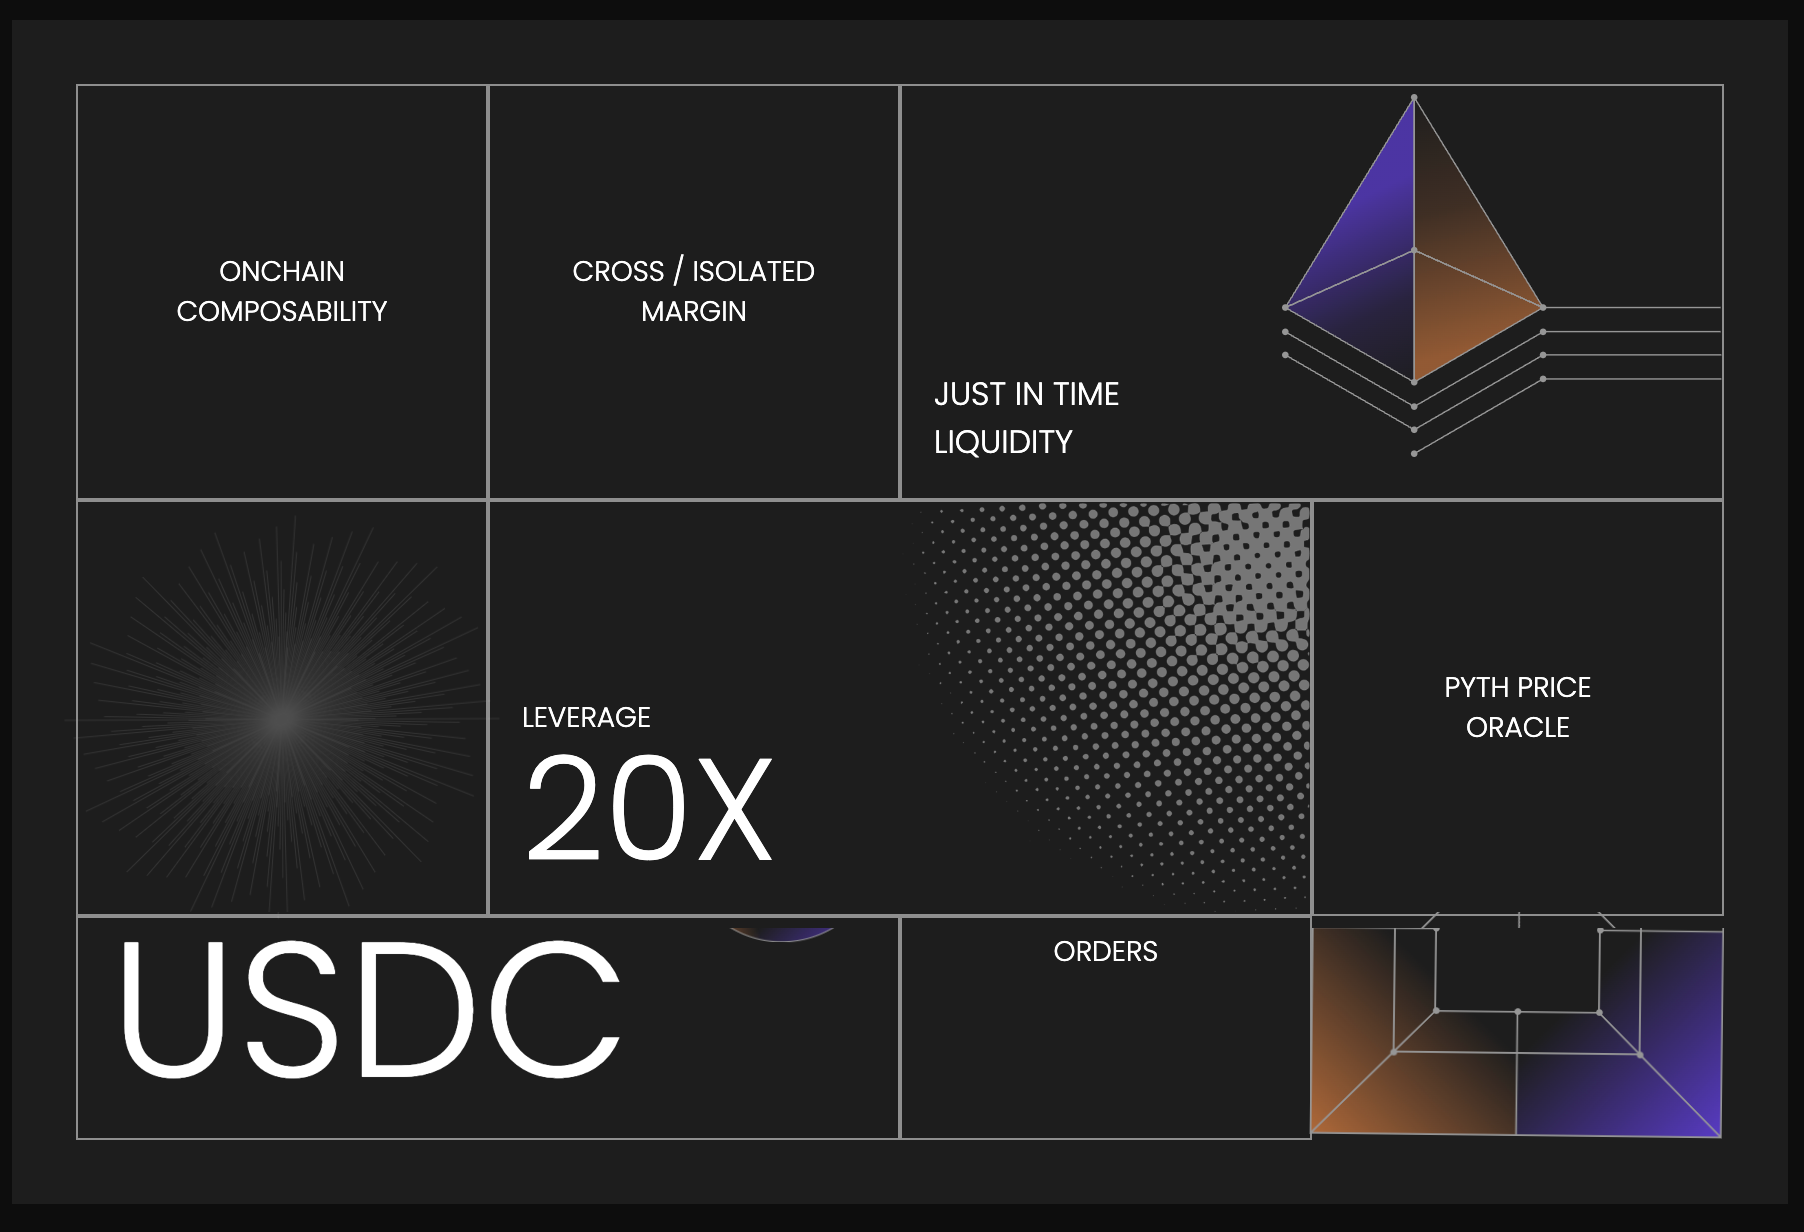 ONCHAIN
COMPOSABILITY
CROSS / ISOLATED
MARGIN
JUST IN TIME
LIQUIDITY
LEVERAGE
20X
PYTH PRICE
ORACLE
USDC
ORDERS